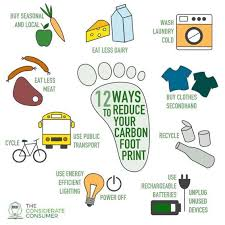 BUY SEASONAL
AND LOCAL
EAT LESS DAIRY
WASH
LAUNDRY
COLD
EAT LESS
MEAT
12 WAYS
TO REDUCE
YOUR
CARBON
FOOT
PRINT
BUY CLOTHES
SECONDHAND
CYCLE
USE PUBLIC
TRANSPORT
RECYCLE
USE ENERGY
EFFICIENT
LIGHTING
POWER OFF
USE
RECHARGEABLE
BATTERIES
UNPLUG
UNUSED
DEVICES
THE
CONSIDERATE
CONSUMER